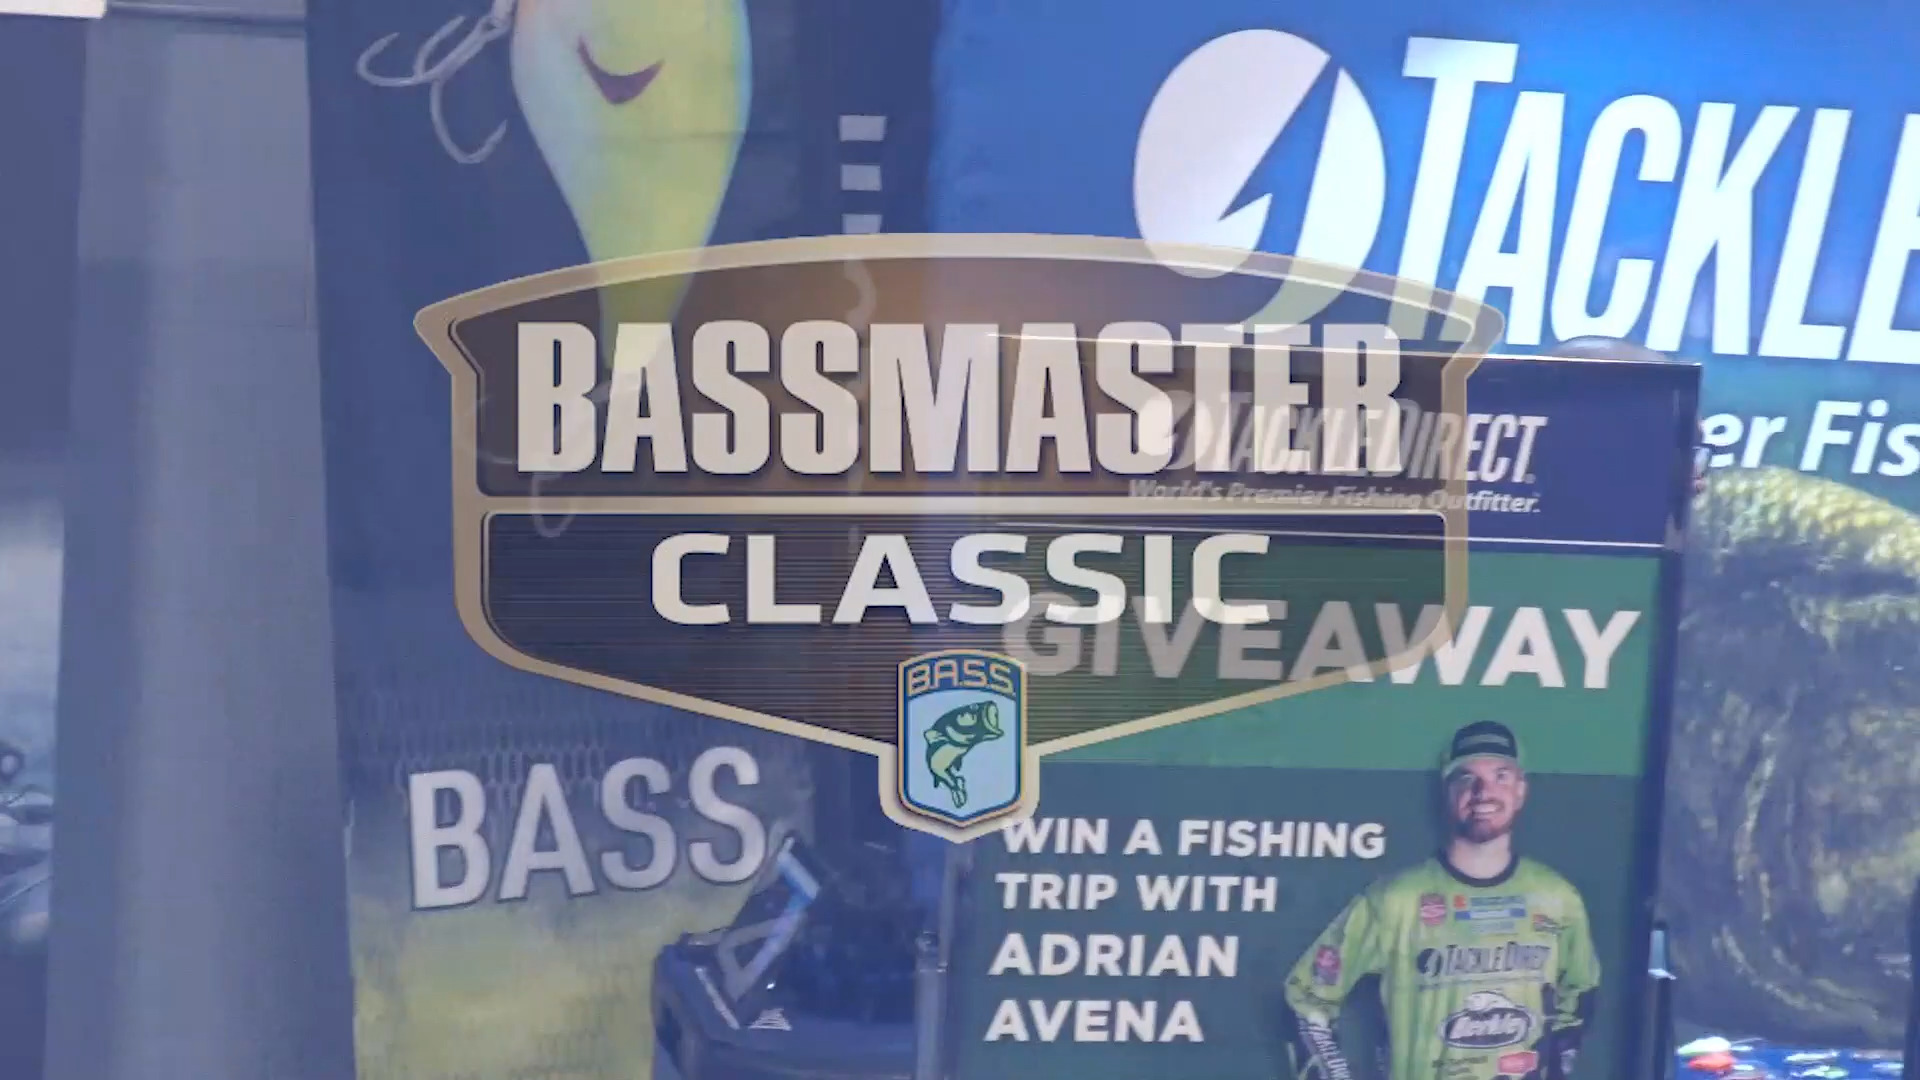 TACKLE
er Fis
BASSMASTER
CLASSIC
B.A.S.S.
TACKLEDIRECT
World's Premier Fishing Outfitter
GIVEAWAY
BASS
WIN A FISHING
TRIP WITH
ADRIAN
AVENA
TACKLEDIRECT
Berkley